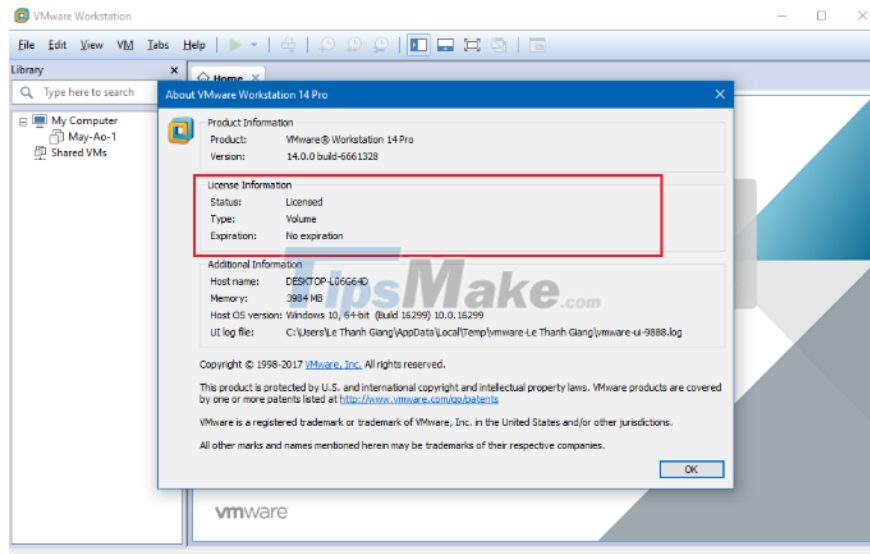 VMware Workstation
File Edit View VM Tabs Help
Library
Home
Type here to search
My Computer
May-Ao-1
Shared VMs
About VMware Workstation 14 Pro
Product Information
Product: VMware® Workstation 14 Pro
Version: 14.0.0 build-6661328
License Information
Status: Licensed
Type: Volume
Expiration: No expiration
Additional Information
Host name: DESKTOP-L06G64D
Memory: 3984 MB
Host OS version: Windows 10, 64-bit (Build 16299) 10.0.16299
UI log file: C:\Users\Le Thanh Giang\AppData\Local\Temp\vmware-Le Thanh Giang\vmware-ui-9888.log
TipsMake.com
Copyright © 1998-2017 VMware, Inc. All rights reserved.
This product is protected by U.S. and international copyright and intellectual property laws. VMware products are covered
by one or more patents listed at http://www.vmware.com/go/patents
VMware is a registered trademark or trademark of VMware, Inc. in the United States and/or other jurisdictions.
All other marks and names mentioned herein may be trademarks of their respective companies.
OK
vmware